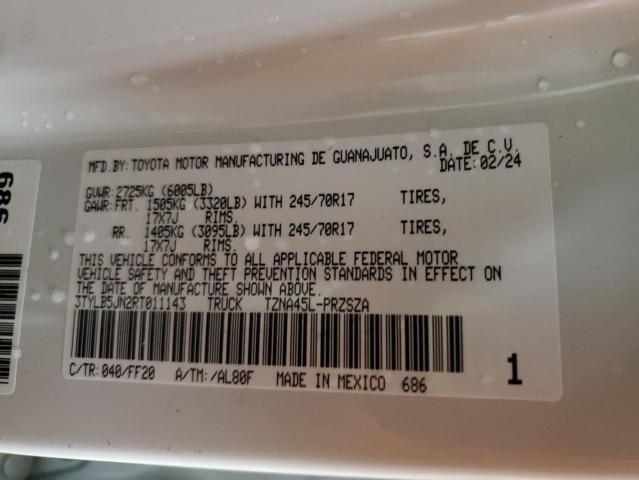 MFD.BY:TOYOTA MOTOR MANUFACTURING DE GUANAJUATO, S.A. DE C.V.
DATE:02/24
GVWR:2725KG (6005LB)
GAWR:FRT. 1505KG (3320LB) WITH 245/70R17 TIRES,
17X7J RIMS.
RR. 1405KG (3095LB) WITH 245/70R17 TIRES,
17X7J RIMS.
THIS VEHICLE CONFORMS TO ALL APPLICABLE FEDERAL MOTOR
VEHICLE SAFETY AND THEFT PREVENTION STANDARDS IN EFFECT ON
THE DATE OF MANUFACTURE SHOWN ABOVE.
3TYLB5JN2RT011143 TRUCK TZNA45L-PRZSZA
C/TR:040/FF20 A/TM:/AL80F MADE IN MEXICO 686 1
686